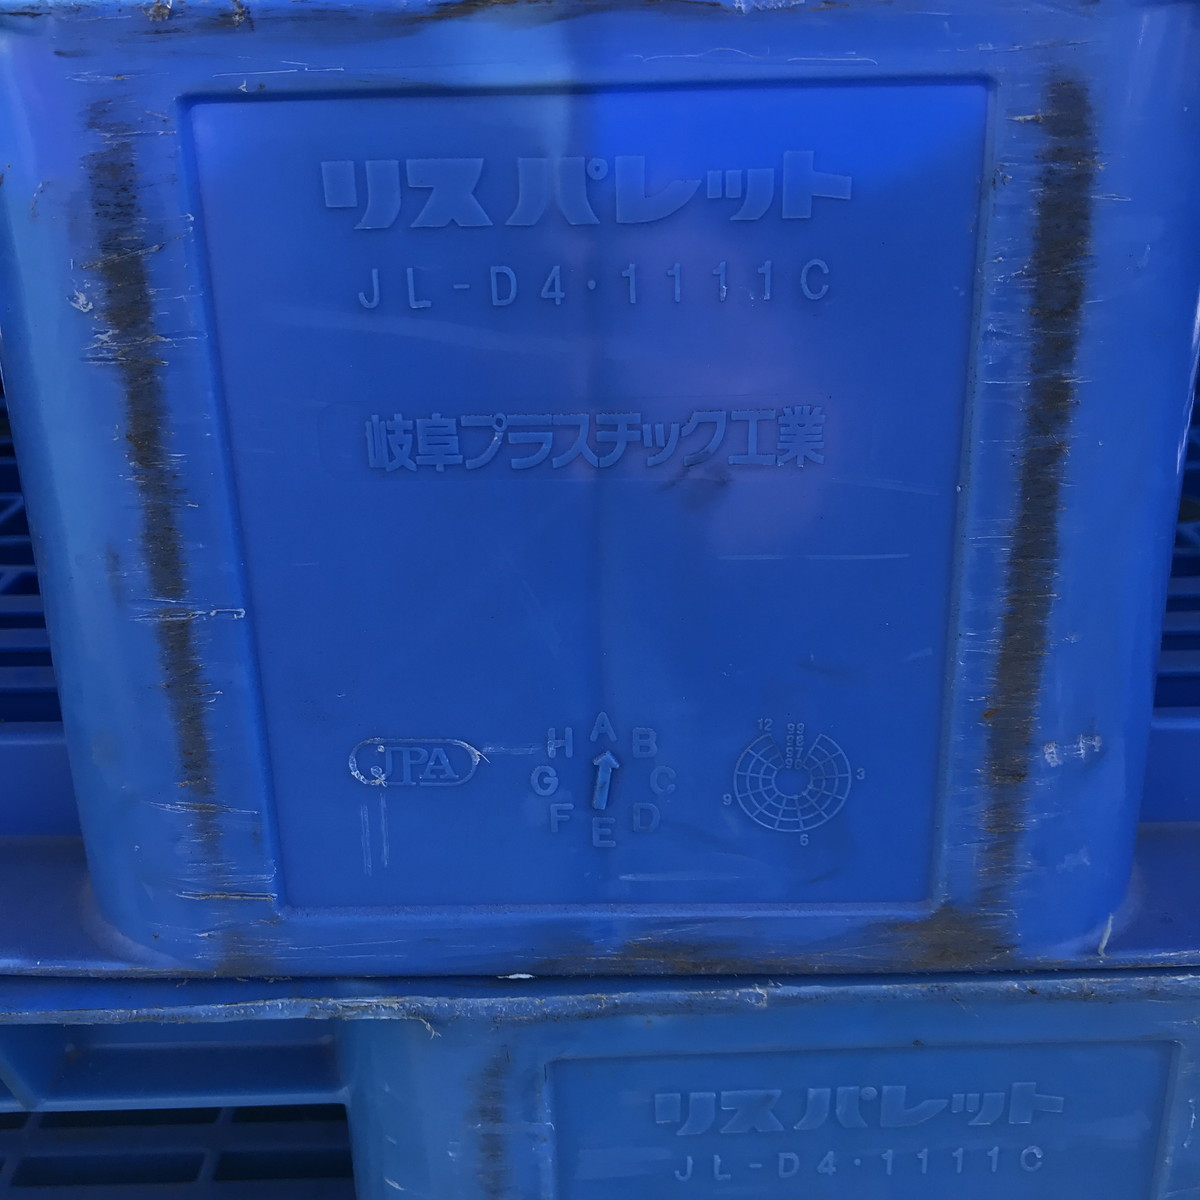 リス パレット
JL-D4・1111C
岐阜プラスチック工業
JPA
A
H B
G C
F D
E
12
3
9
6
リス パレット
JL-D4・1111C